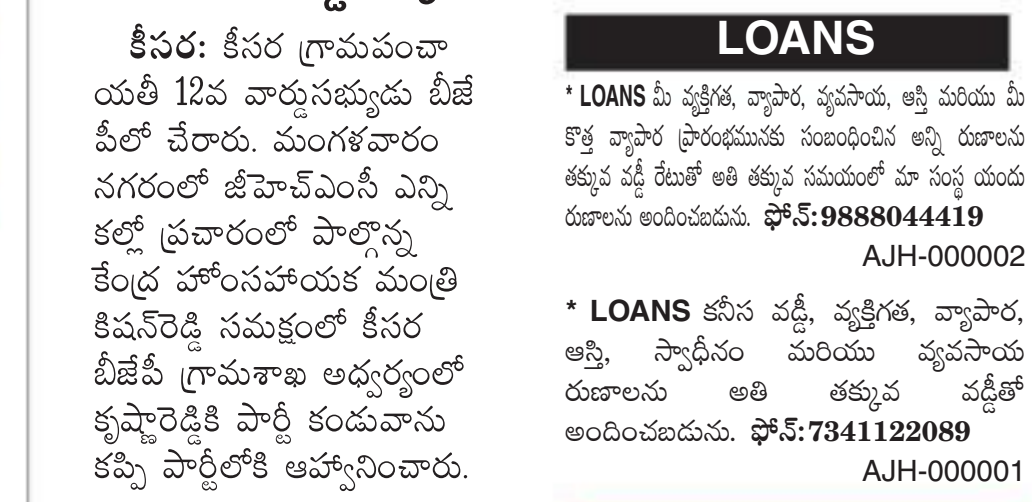 కీసర: కీసర గ్రామపంచా
యతీ 12వ వార్డుసభ్యుడు బీజే
పీలో చేరారు. మంగళవారం
నగరంలో జీహెచ్ఎంసీ ఎన్ని
కల్లో ప్రచారంలో పాల్గొన్న
కేంద్ర హోంసహాయక మంత్రి
కిషన్‌రెడ్డి సమక్షంలో కీసర
బీజేపీ గ్రామశాఖ అధ్వర్యంలో
కృష్ణారెడ్డికి పార్టీ కండువాను
కప్పి పార్టీలోకి ఆహ్వానించారు.
LOANS
* LOANS మీ వ్యక్తిగత, వ్యాపార, వ్యవసాయ, ఆస్తి మరియు మీ
కొత్త వ్యాపార ప్రారంభమునకు సంబంధించిన అన్ని రుణాలను
తక్కువ వడ్డీ రేటుతో అతి తక్కువ సమయంలో మా సంస్థ యందు
రుణాలను అందించబడును. ఫోన్:9888044419
AJH-000002
* LOANS కనీస వడ్డీ, వ్యక్తిగత, వ్యాపార,
ఆస్తి, స్వాధీనం మరియు వ్యవసాయ
రుణాలను అతి తక్కువ వడ్డీతో
అందించబడును. ఫోన్:7341122089
AJH-000001